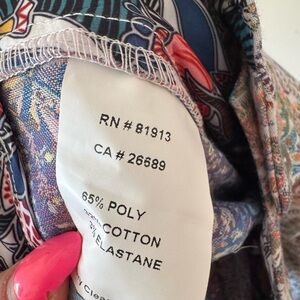 RN # 81913
CA # 26689
65% POLY
COTTON
ELASTANE